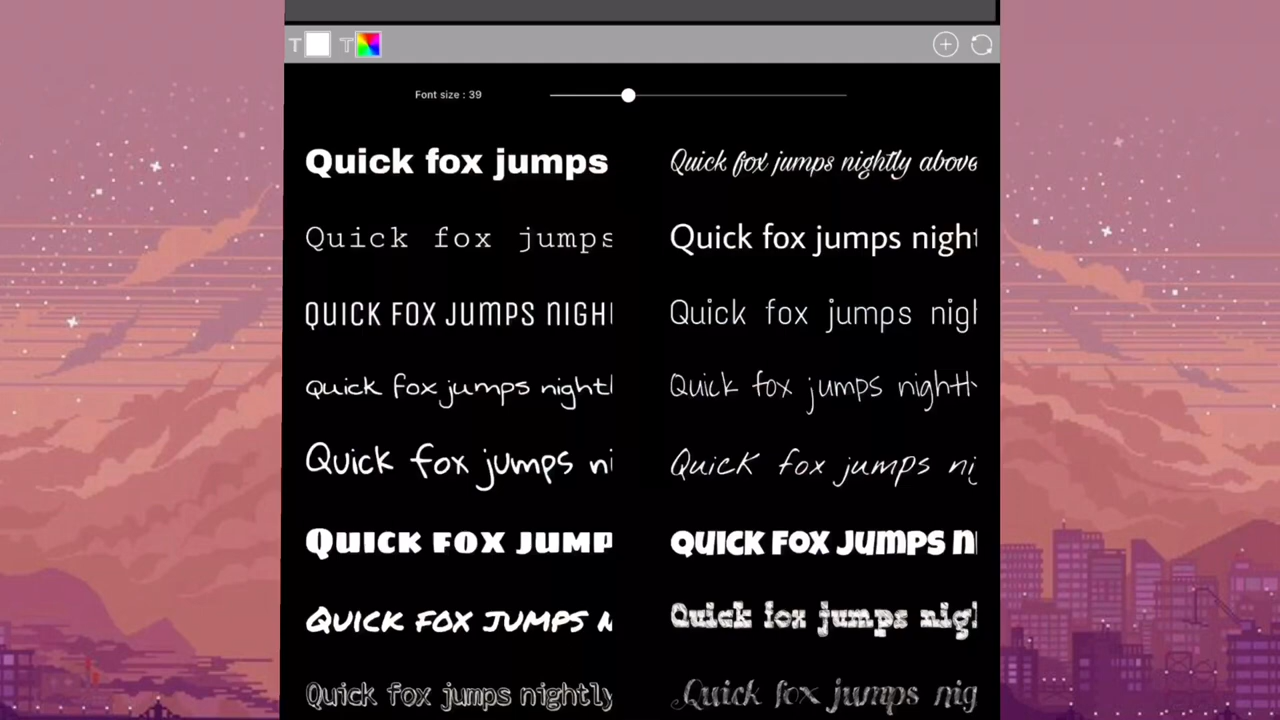 T T
Font size : 39
Quick fox jumps
Quick fox jumps nightly above
Quick fox jumps
Quick fox jumps night
QUICK FOX JUMPS NIGH
Quick fox jumps nigh
Quick fox jumps nightl
Quick fox jumps nightly
Quick fox jumps ni
Quick fox jumps ni
QUICK FOX JUMP
QUICK FOX JUMPS N
QUICK FOX JUMPS N
Quick fox jumps nigh
Quick fox jumps nightly
Quick fox jumps nig